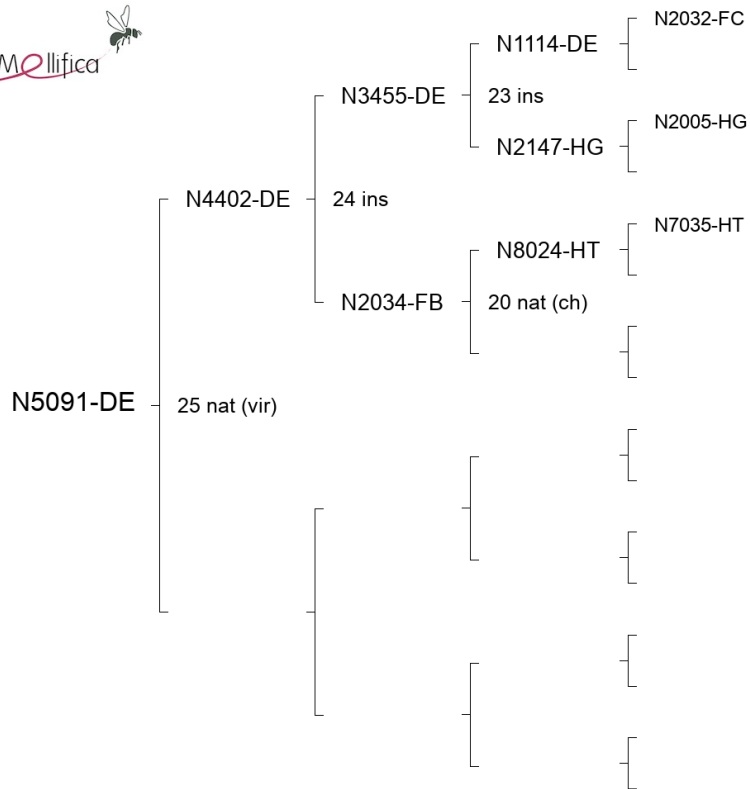 Mellifica
N2032-FC
N1114-DE
N3455-DE
23 ins
N2005-HG
N2147-HG
N4402-DE
24 ins
N7035-HT
N8024-HT
N2034-FB
20 nat (ch)
N5091-DE
25 nat (vir)